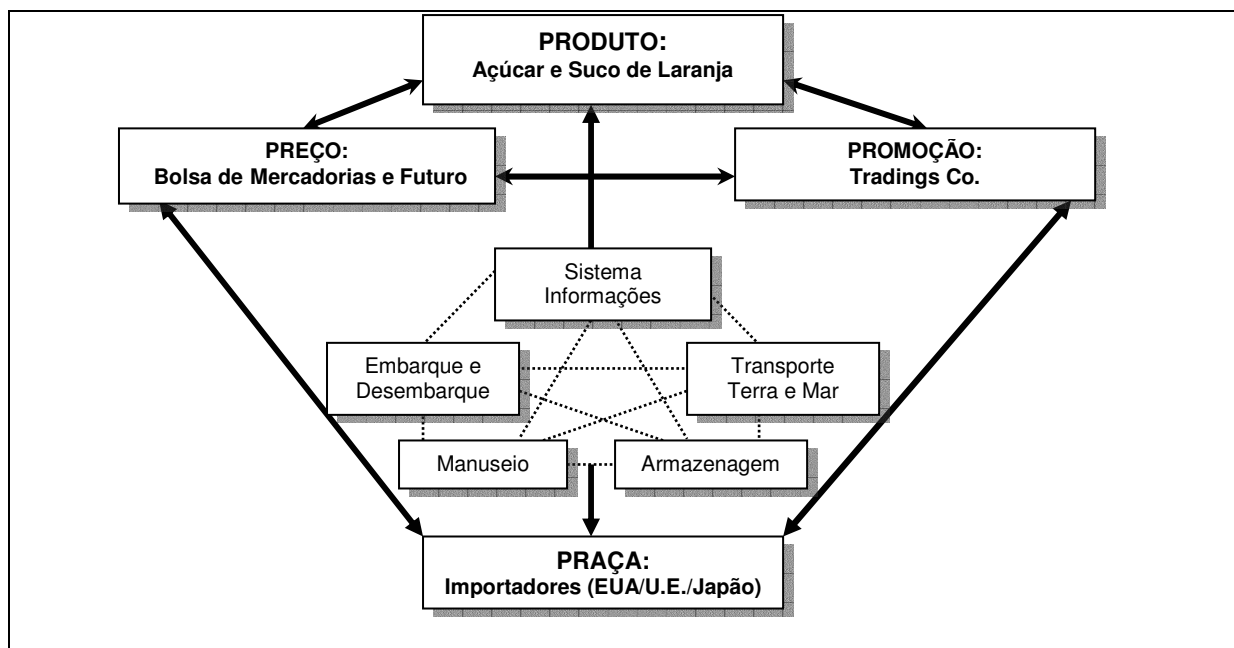 PRODUTO:
Açúcar e Suco de Laranja
PREÇO:
Bolsa de Mercadorias e Futuro
PROMOÇÃO:
Tradings Co.
Sistema
Informações
Embarque e
Desembarque
Transporte
Terra e Mar
Manuseio
Armazenagem
PRAÇA:
Importadores (EUA/U.E./Japão)